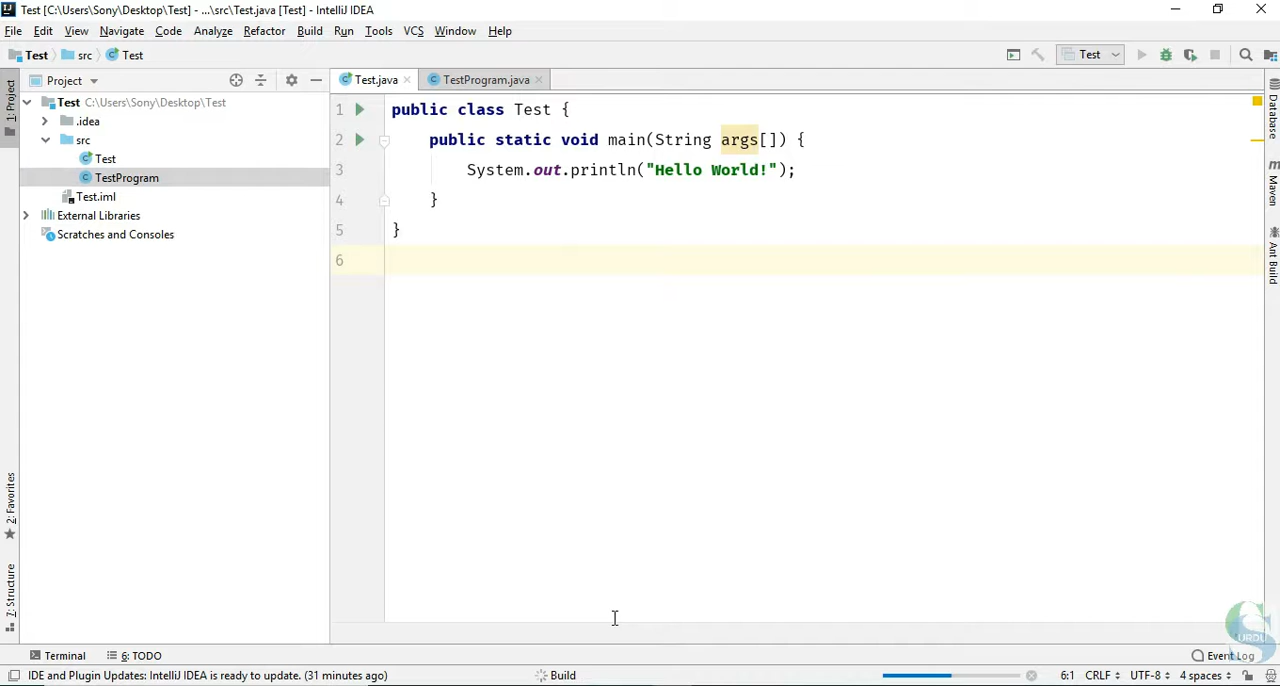 Test [C:\Users\Sony\Desktop\Test] - ...\src\Test.java [Test] - IntelliJ IDEA
File Edit View Navigate Code Analyze Refactor Build Run Tools VCS Window Help
Test src Test
Test
Project
Test.java
TestProgram.java
1: Project
Test C:\Users\Sony\Desktop\Test
.idea
src
Test
TestProgram
Test.iml
External Libraries
Scratches and Consoles
1 public class Test {
2 public static void main(String args[]) {
3 System.out.println("Hello World!");
4 }
5 }
6
Database
Maven
Ant Build
2: Favorites
7: Structure
URDU
Terminal 6: TODO
Event Log
IDE and Plugin Updates: IntelliJ IDEA is ready to update. (31 minutes ago) Build 6:1 CRLF UTF-8 4 spaces